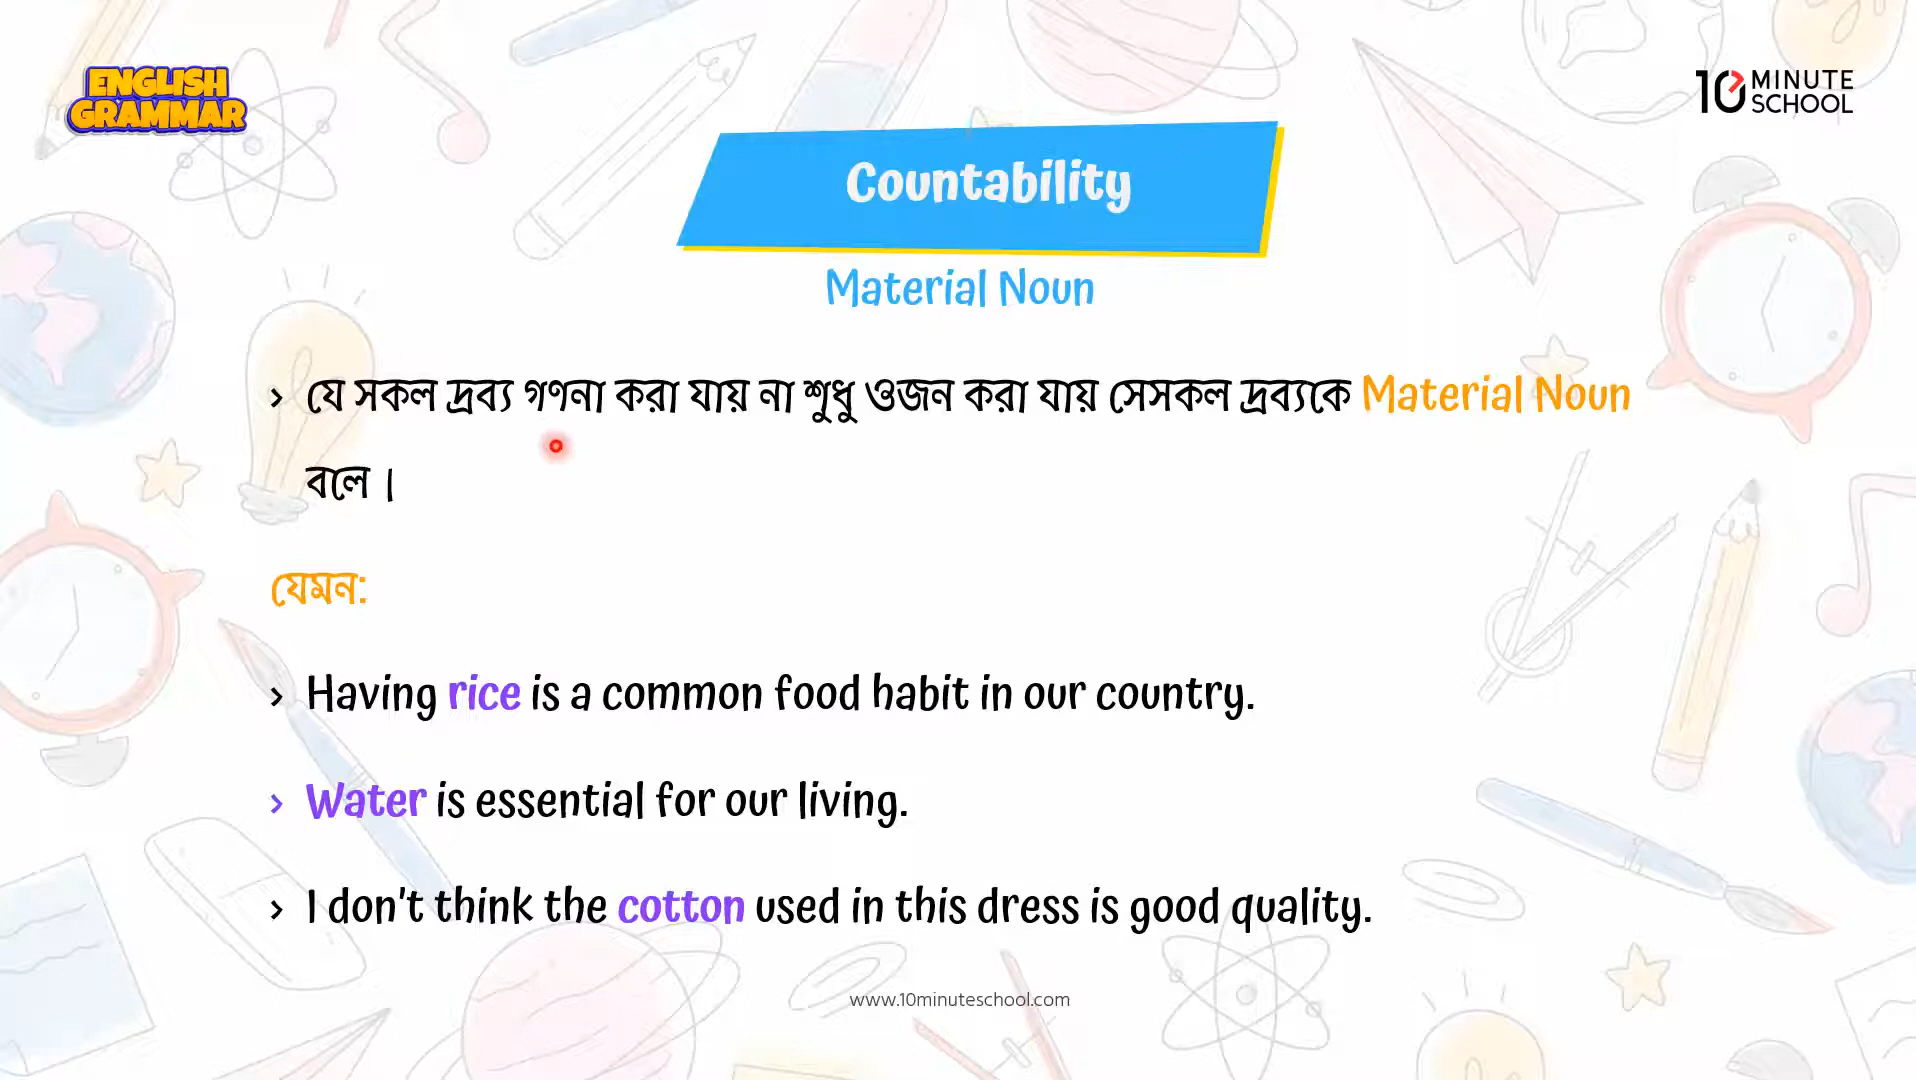 ENGLISH
GRAMMAR
10 MINUTE
SCHOOL
Countability
Material Noun
› যে সকল দ্রব্য গণনা করা যায় না শুধু ওজন করা যায় সেসকল দ্রব্যকে Material Noun
বলে ।
যেমন:
› Having rice is a common food habit in our country.
› Water is essential for our living.
› I don't think the cotton used in this dress is good quality.
www.10minuteschool.com